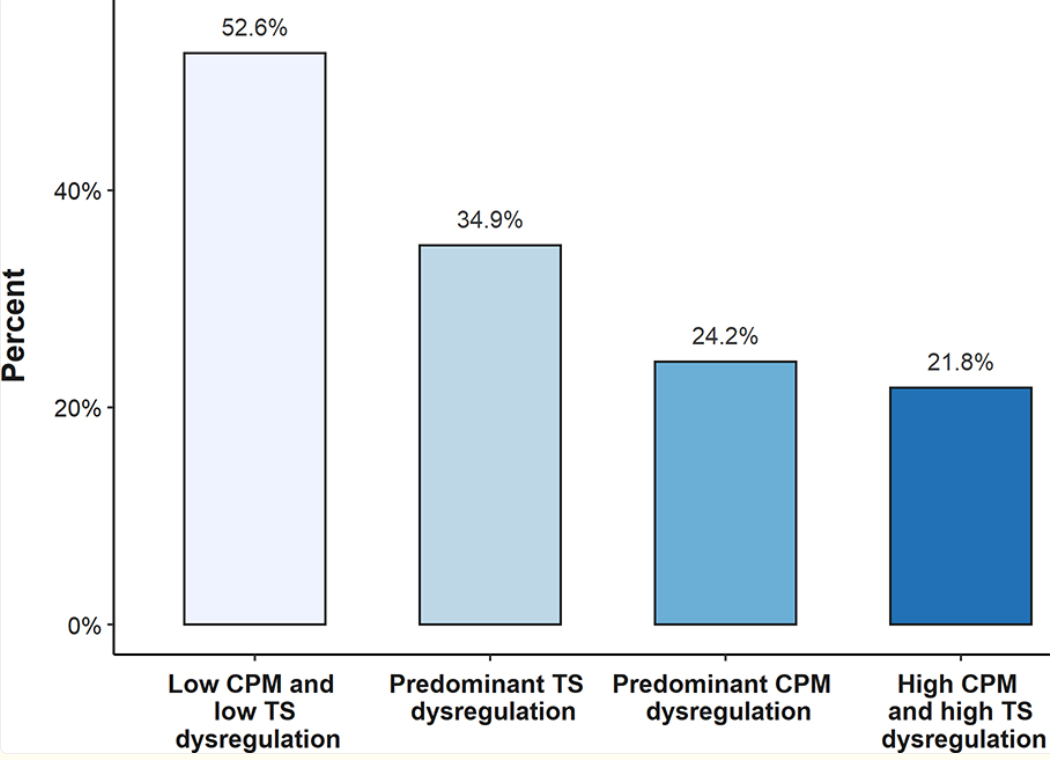 52.6%
40%
34.9%
24.2%
21.8%
20%
0%
Percent
Low CPM and
low TS
dysregulation
Predominant TS
dysregulation
Predominant CPM
dysregulation
High CPM
and high TS
dysregulation